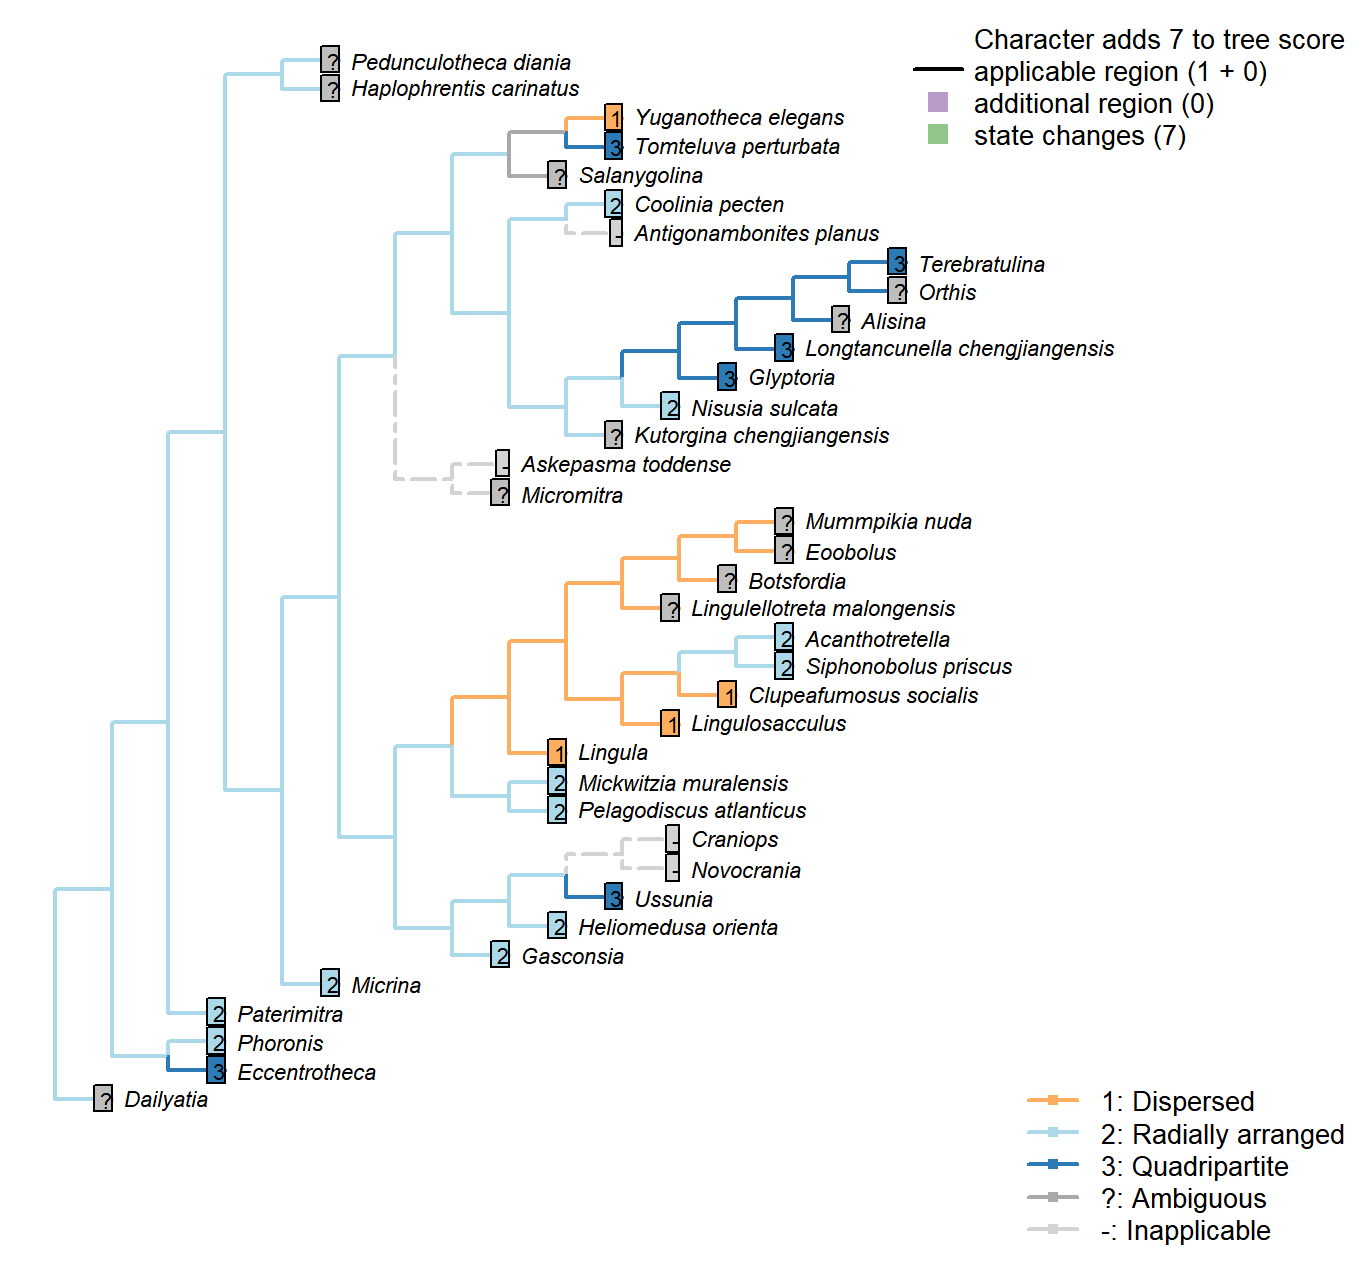 Character adds 7 to tree score
applicable region (1 + 0)
additional region (0)
state changes (7)
? Pedunculotheca diania
? Haplophrentis carinatus
1 Yuganotheca elegans
3 Tomteluva perturbata
? Salanygolina
2 Coolinia pecten
- Antigonambonites planus
3 Terebratulina
? Orthis
? Alisina
3 Longtancunella chengjiangensis
3 Glyptoria
2 Nisusia sulcata
? Kutorgina chengjiangensis
- Askepasma toddense
? Micromitra
? Mummpikia nuda
? Eoobolus
? Botsfordia
? Lingulellotreta malongensis
2 Acanthotretella
2 Siphonobolus priscus
1 Clupeafumosus socialis
1 Lingulosacculus
1 Lingula
2 Mickwitzia muralensis
2 Pelagodiscus atlanticus
- Craniops
- Novocrania
3 Ussunia
2 Heliomedusa orienta
2 Gasconsia
2 Micrina
2 Paterimitra
2 Phoronis
3 Eccentrotheca
? Dailyatia
1: Dispersed
2: Radially arranged
3: Quadripartite
?: Ambiguous
-: Inapplicable